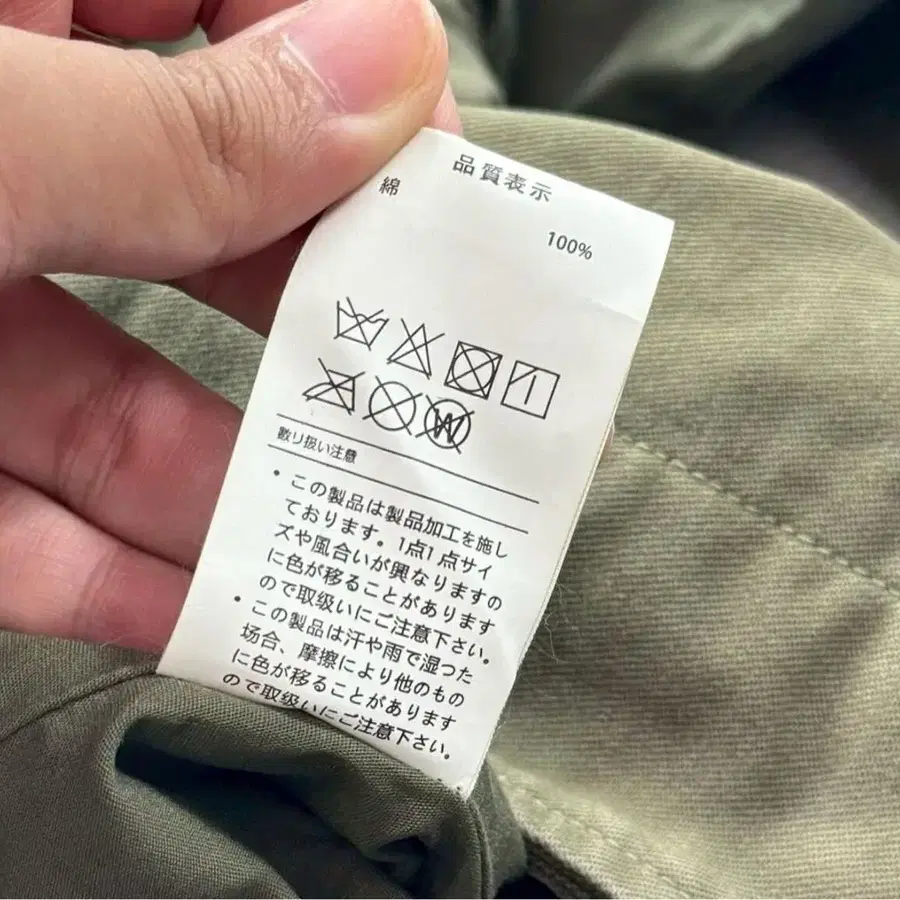 品質表示
綿
100%
W
取り扱い注意
• この製品は製品加工を施し
ております。1点1点サイ
ズや風合いが異なりますの
に色が移ることがあります
ので取扱いにご注意下さい。
• この製品は汗や雨で湿った
场合、摩擦により他のもの
に色が移ることがあります
ので取扱いにご注意下さい。